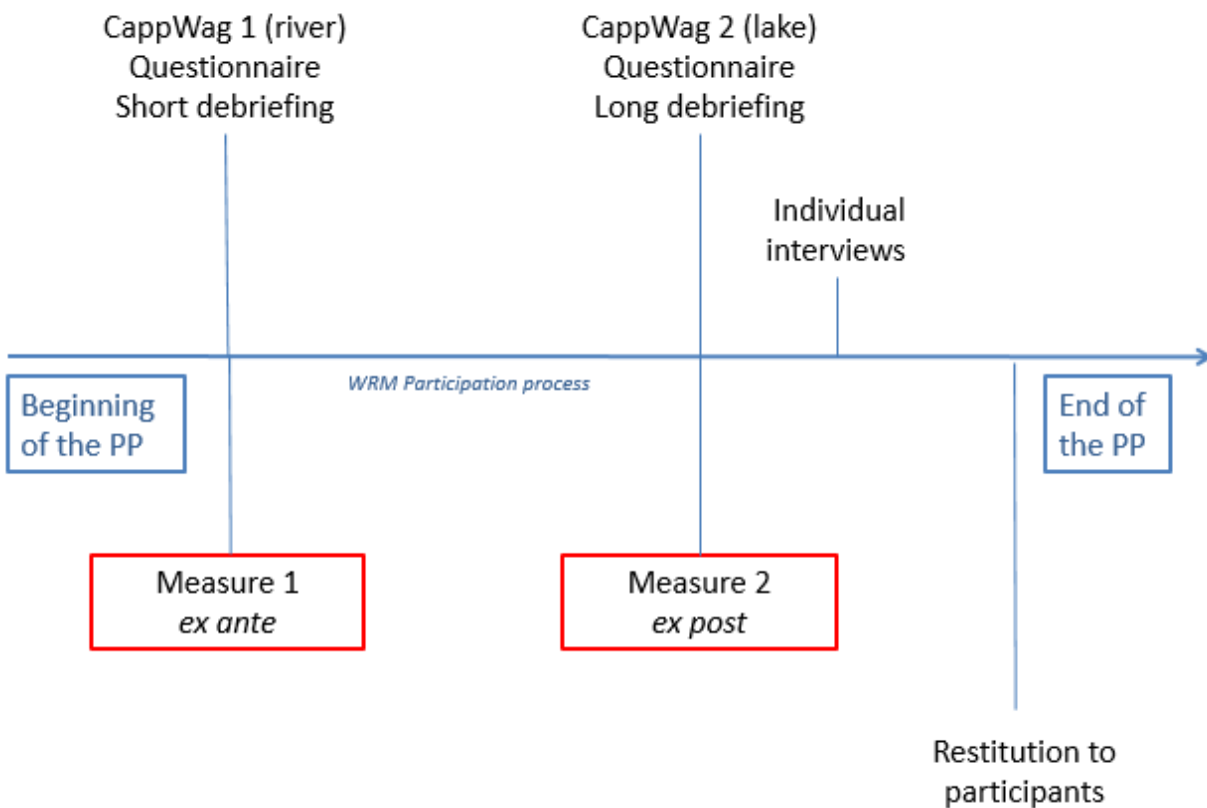 CappWag 1 (river)
Questionnaire
Short debriefing
CappWag 2 (lake)
Questionnaire
Long debriefing
Individual
interviews
WRM Participation process
Beginning
of the PP
End of
the PP
Measure 1
ex ante
Measure 2
ex post
Restitution to
participants